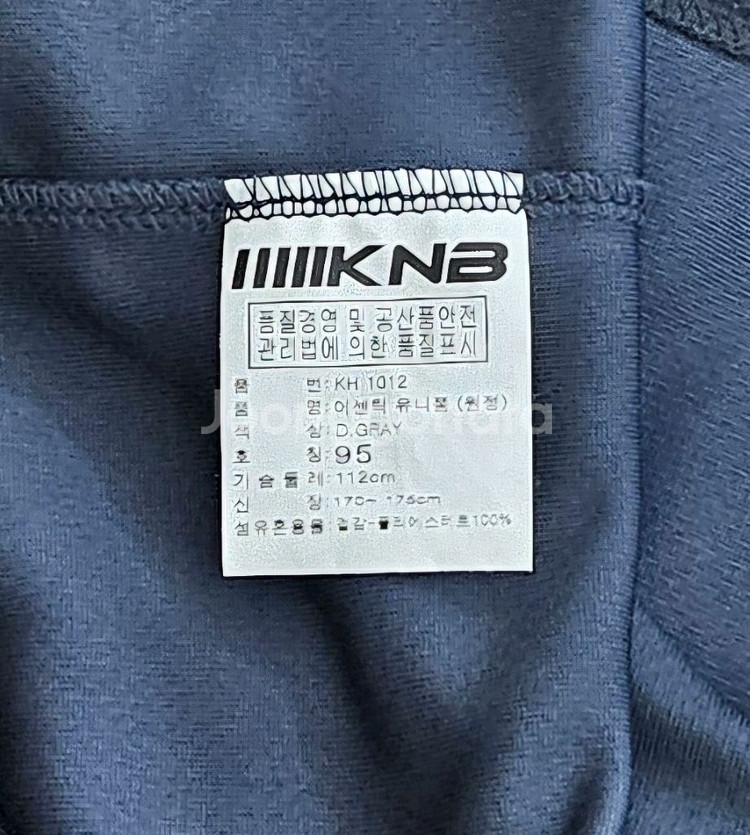 KNB
품질경영 및 공산품안전
관리법에 의한 품질표시
품 번: KH 1012
품 명: 어센틱 유니폼 (원정)
색 상: D.GRAY
호 칭: 95
기슴둘레: 112cm
신 장: 170~ 175cm
섬유혼용률: 겉감-폴리에스터트100%